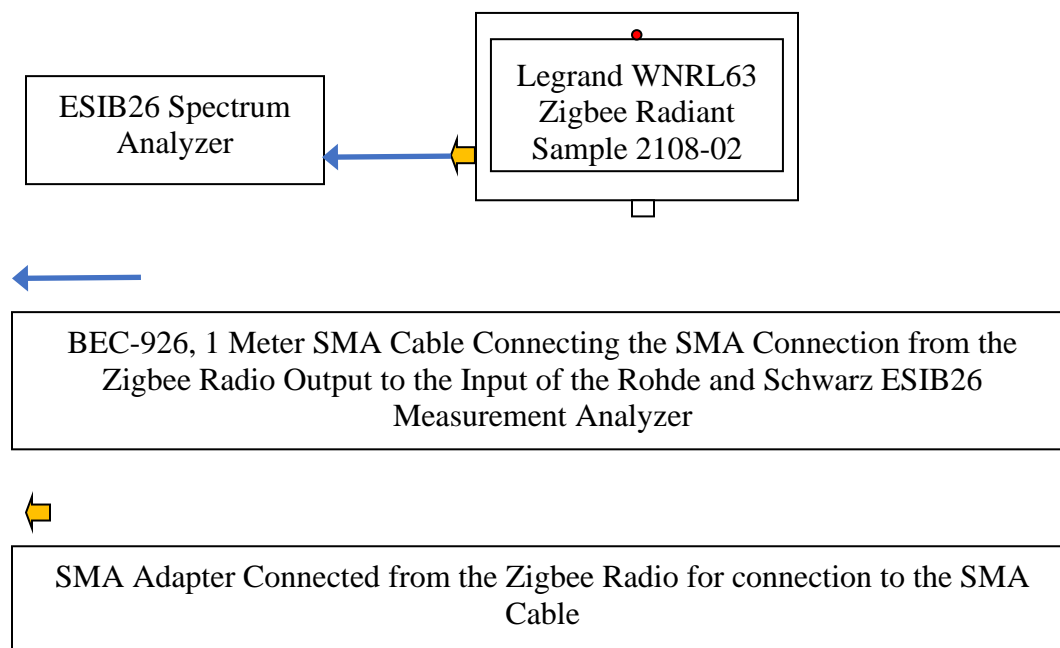 ESIB26 Spectrum
Analyzer
Legrand WNRL63
Zigbee Radiant
Sample 2108-02
BEC-926, 1 Meter SMA Cable Connecting the SMA Connection from the
Zigbee Radio Output to the Input of the Rohde and Schwarz ESIB26
Measurement Analyzer
SMA Adapter Connected from the Zigbee Radio for connection to the SMA
Cable